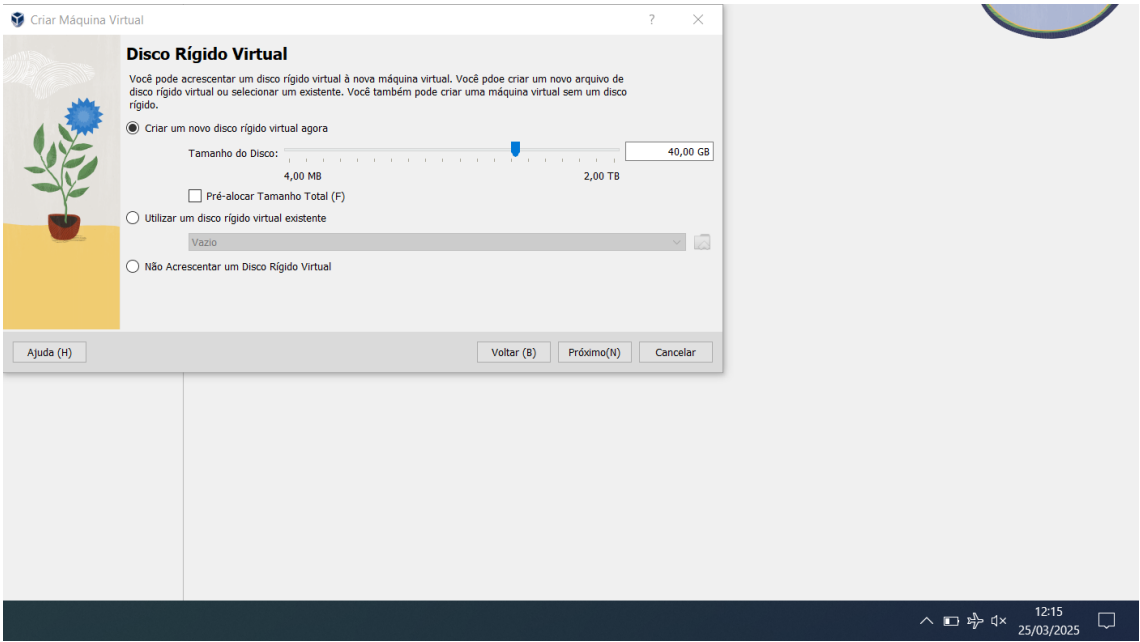 Criar Máquina Virtual
?
Disco Rígido Virtual
Você pode acrescentar um disco rígido virtual à nova máquina virtual. Você pdoe criar um novo arquivo de
disco rígido virtual ou selecionar um existente. Você também pode criar uma máquina virtual sem um disco
rígido.
Criar um novo disco rígido virtual agora
Tamanho do Disco:
40,00 GB
4,00 MB
2,00 TB
Pré-alocar Tamanho Total (F)
Utilizar um disco rígido virtual existente
Vazio
Não Acrescentar um Disco Rígido Virtual
Ajuda (H)
Voltar (B)
Próximo(N)
Cancelar
12:15
25/03/2025